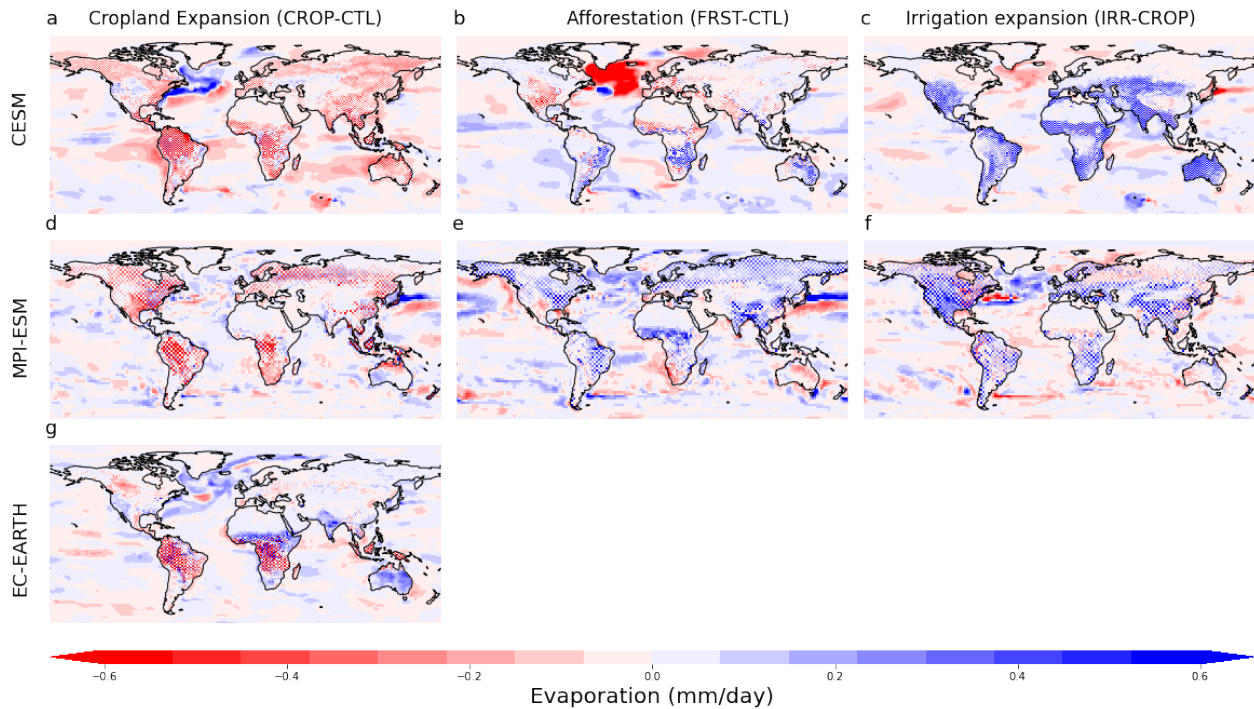 a Cropland Expansion (CROP-CTL)
b Afforestation (FRST-CTL)
c Irrigation expansion (IRR-CROP)
CESM
d
e
f
MPI-ESM
g
EC-EARTH
−0.6 −0.4 −0.2 0.0 0.2 0.4 0.6
Evaporation (mm/day)